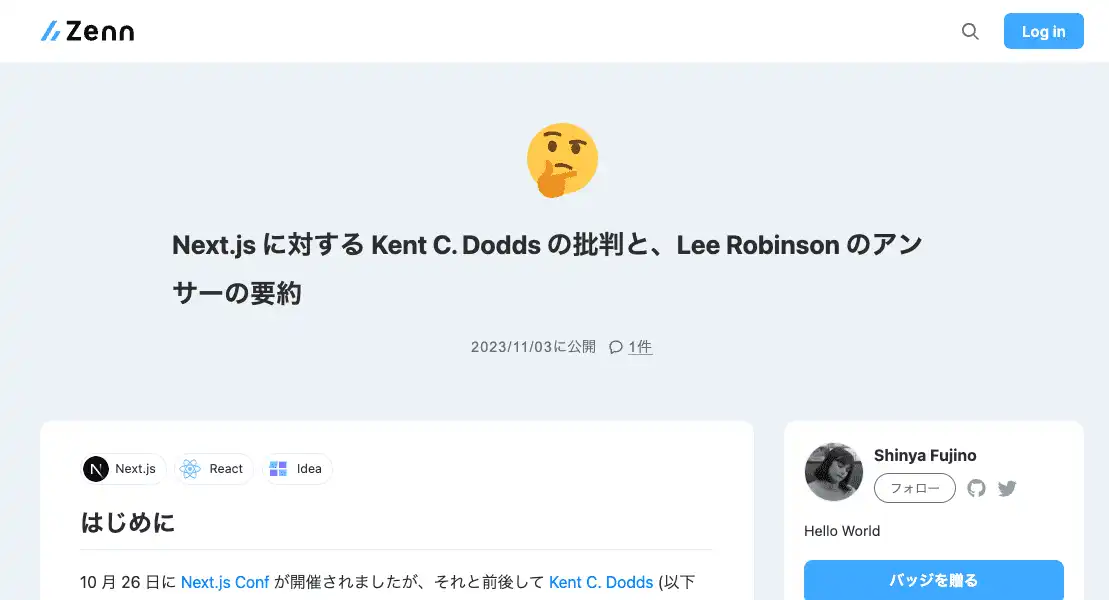 Zenn
Log in
Next.js に対する Kent C. Dodds の批判と、Lee Robinson のアン
サーの要約
2023/11/03に公開 1件
Next.js React Idea
はじめに
10 月 26 日に Next.js Conf が開催されましたが、それと前後して Kent C. Dodds (以下
Shinya Fujino
フォロー
Hello World
バッジを贈る